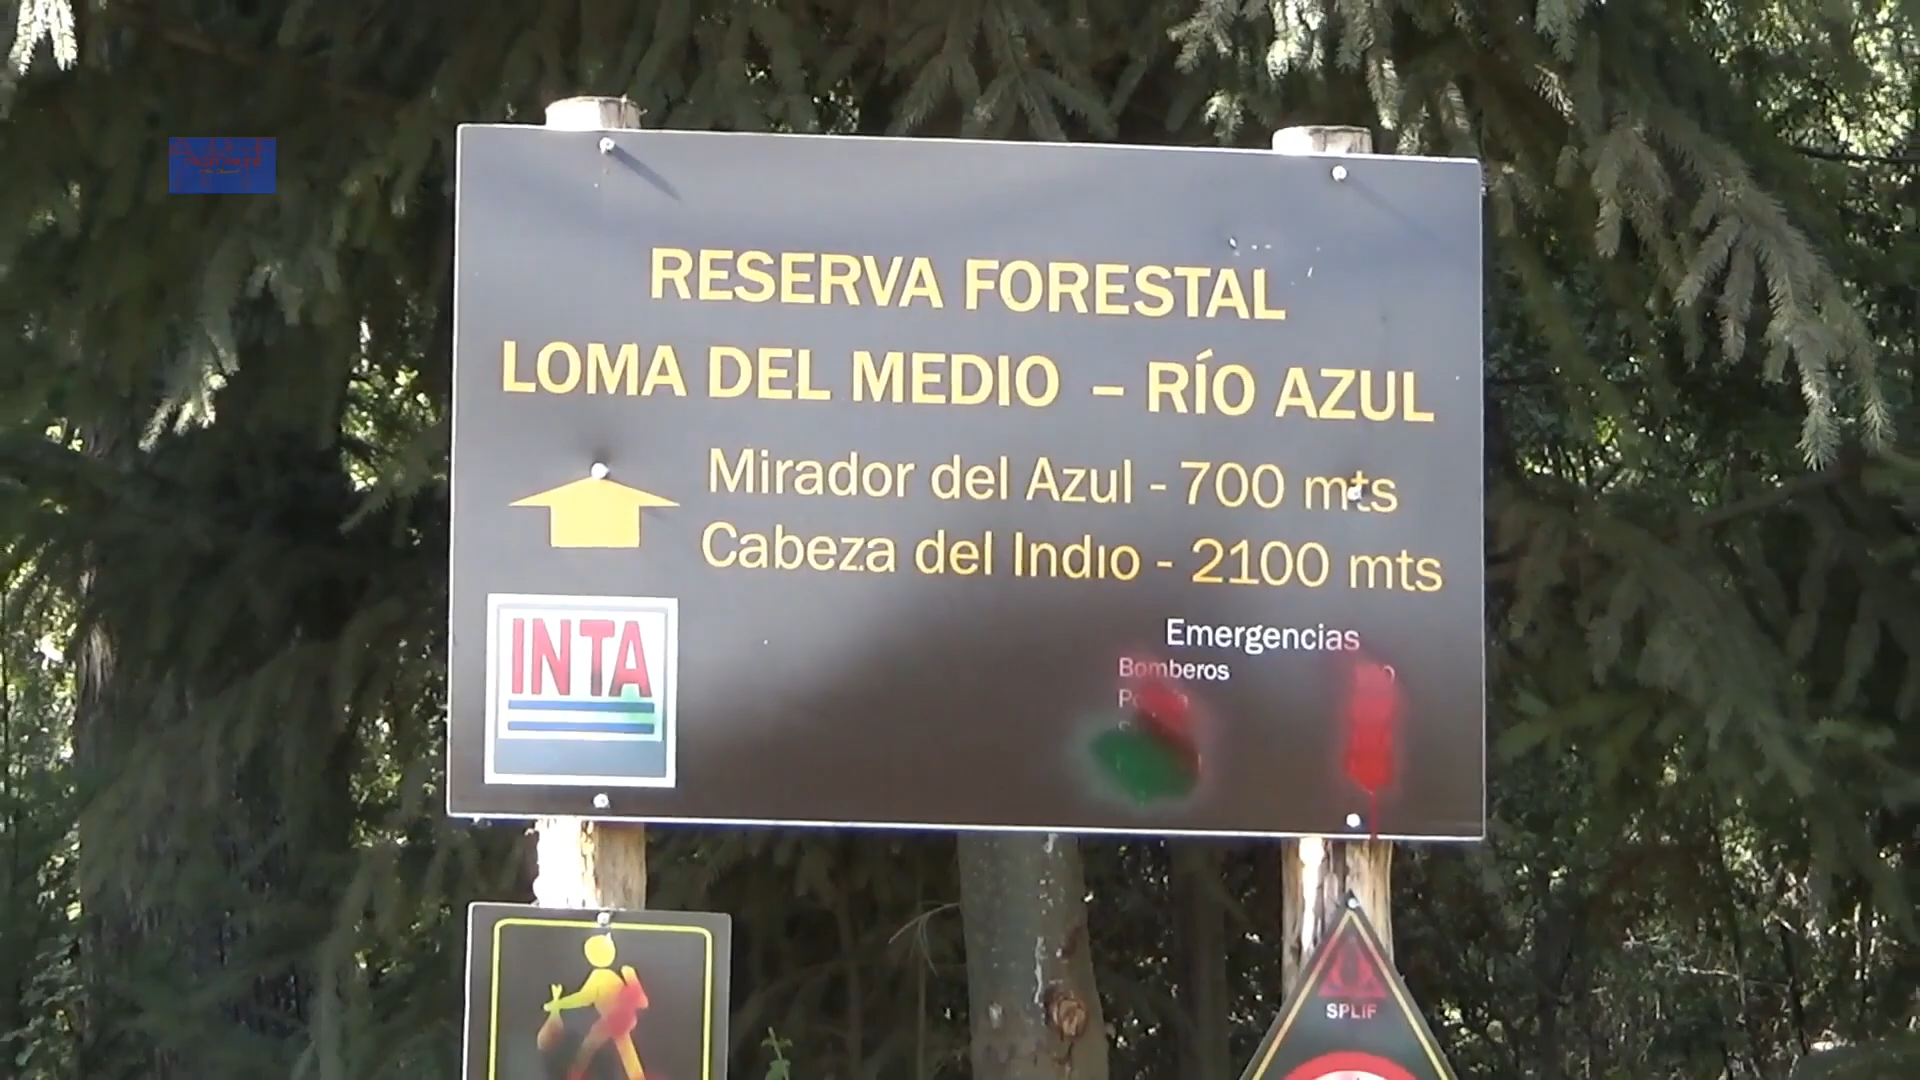 RESERVA FORESTAL
LOMA DEL MEDIO – RÍO AZUL
Mirador del Azul - 700 mts
Cabeza del Indio - 2100 mts
INTA
Emergencias
Bomberos
SPLIF